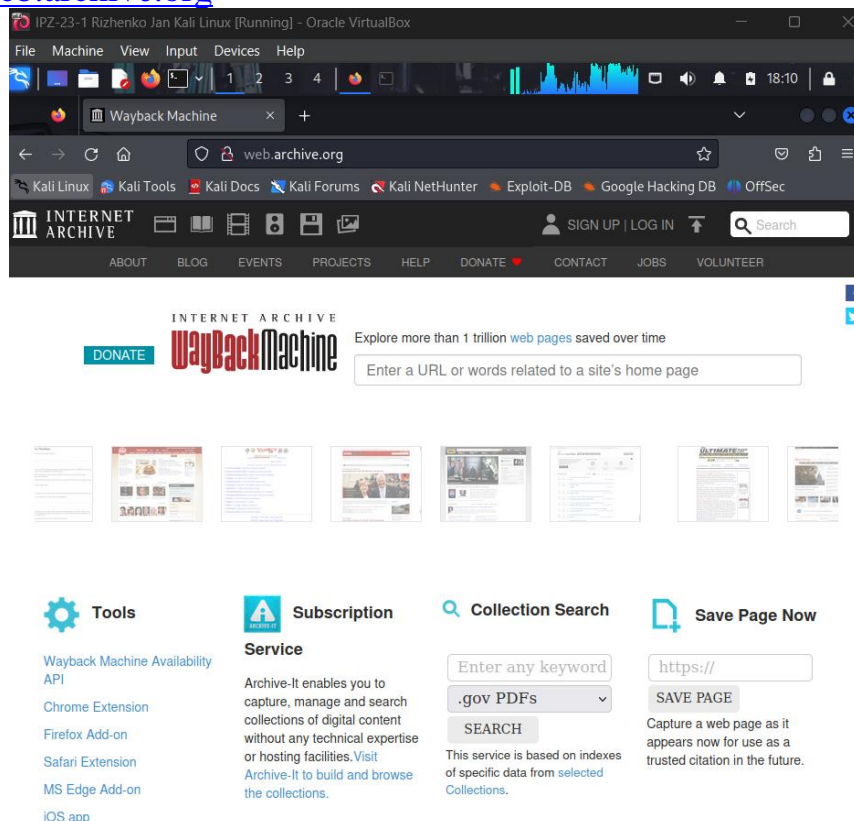 IPZ-23-1 Rizhenko Jan Kali Linux [Running] - Oracle VirtualBox
File Machine View Input Devices Help
1 2 3 4 18:10
Wayback Machine
web.archive.org
Kali Linux Kali Tools Kali Docs Kali Forums Kali NetHunter Exploit-DB Google Hacking DB OffSec
INTERNET ARCHIVE SIGN UP | LOG IN Search
ABOUT BLOG EVENTS PROJECTS HELP DONATE CONTACT JOBS VOLUNTEER
INTERNET ARCHIVE
DONATE WayBackMachine
Explore more than 1 trillion web pages saved over time
Enter a URL or words related to a site's home page
ULTIMATE
Tools
Wayback Machine Availability
API
Chrome Extension
Firefox Add-on
Safari Extension
MS Edge Add-on
iOS app
ARCHIVE-IT
Subscription
Service
Archive-It enables you to
capture, manage and search
collections of digital content
without any technical expertise
or hosting facilities.Visit
Archive-It to build and browse
the collections.
Collection Search
Enter any keyword
.gov PDFs
SEARCH
This service is based on indexes
of specific data from selected
Collections.
Save Page Now
https://
SAVE PAGE
Capture a web page as it
appears now for use as a
trusted citation in the future.